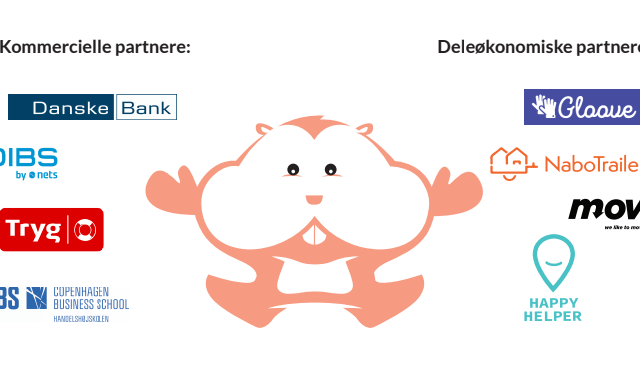 Kommercielle partnere:
Danske Bank
DIBS
by nets
Tryg
BS COPENHAGEN
BUSINESS SCHOOL
HANDELSHØJSKOLEN
Deleøkonomiske partnere
Gloove
NaboTraile
mov
we like to mo
HAPPY
HELPER